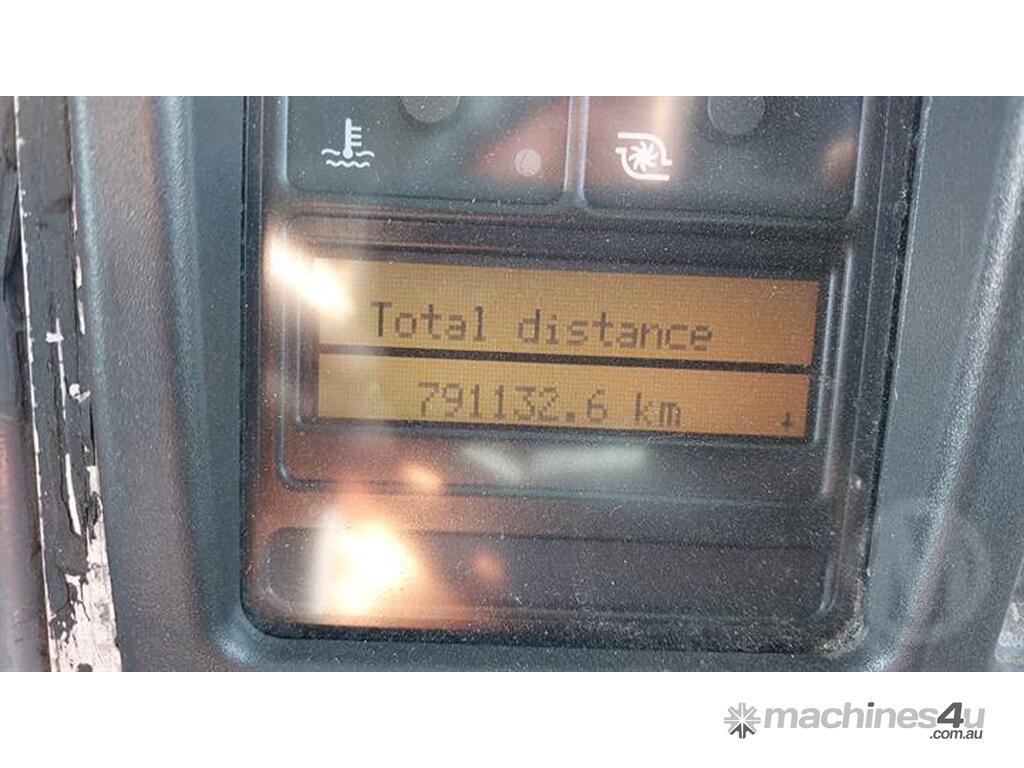 Total distance
791132.6 km
machines4u
.com.au